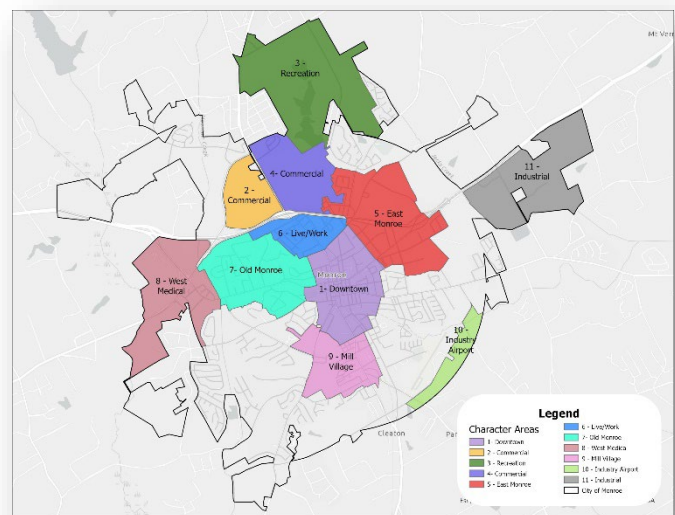 Mt Vern
3 -
Recreation
11 -
Industrial
4- Commercial
2 -
Commercial
5 - East
Monroe
6 - Live/Work
8 - West
Medical
7- Old Monroe
Monroe
1- Downtown
10 -
Industry
Airport
9 - Mill
Village
Cleaton
Legend
Character Areas
1- Downtown
2 - Commercial
3 - Recreation
4- Commercial
5 - East Monroe
6 - Live/Work
7- Old Monroe
8 - West Medica
9 - Mill Village
10 - Industry Airport
11 - Industrial
City of Monroe